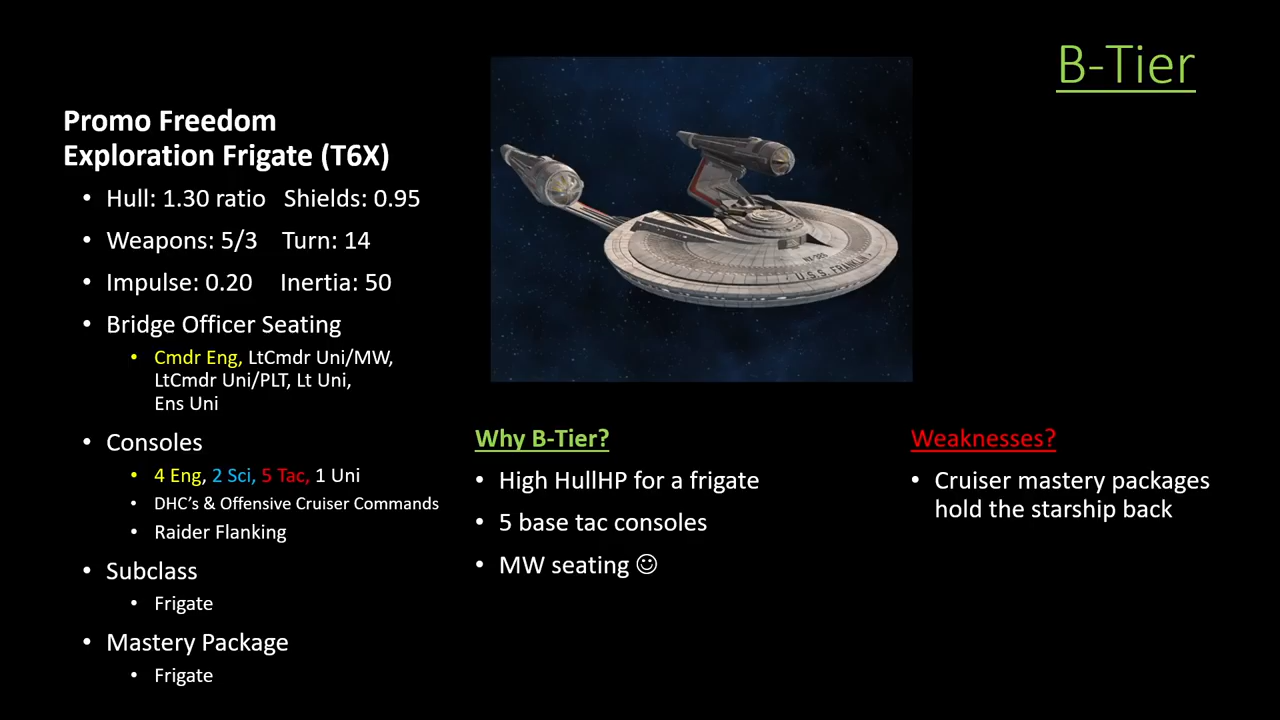 B-Tier
Promo Freedom
Exploration Frigate (T6X)
• Hull: 1.30 ratio Shields: 0.95
• Weapons: 5/3 Turn: 14
• Impulse: 0.20 Inertia: 50
• Bridge Officer Seating
• Cmdr Eng, LtCmdr Uni/MW,
LtCmdr Uni/PLT, Lt Uni,
Ens Uni
• Consoles
• 4 Eng, 2 Sci, 5 Tac, 1 Uni
• DHC's & Offensive Cruiser Commands
• Raider Flanking
• Subclass
• Frigate
• Mastery Package
• Frigate
U.S.S. FRANKLIN
Why B-Tier?
• High HullHP for a frigate
• 5 base tac consoles
• MW seating ☺
Weaknesses?
• Cruiser mastery packages
hold the starship back